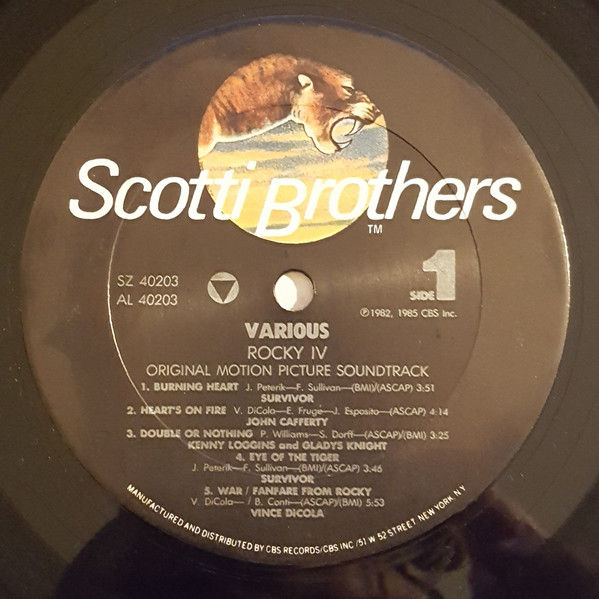 Scotti Brothers
TM
SZ 40203
AL 40203
SIDE 1
℗1982, 1985 CBS Inc.
VARIOUS
ROCKY IV
ORIGINAL MOTION PICTURE SOUNDTRACK
1. BURNING HEART J. Peterik—F. Sullivan—(BMI)/(ASCAP) 3:51
SURVIVOR
2. HEART'S ON FIRE V. DiCola—E. Fruge—J. Esposito—(ASCAP) 4:14
JOHN CAFFERTY
3. DOUBLE OR NOTHING P. Williams—S. Dorff—(ASCAP)/(BMI) 3:25
KENNY LOGGINS and GLADYS KNIGHT
4. EYE OF THE TIGER
J. Peterik—F. Sullivan—(BMI)/(ASCAP) 3:46
SURVIVOR
5. WAR / FANFARE FROM ROCKY
V. DiCola— / B. Conti—(ASCAP)/(BMI) 5:53
VINCE DICOLA
MANUFACTURED AND DISTRIBUTED BY CBS RECORDS/CBS INC./51 W 52 STREET NEW YORK, N.Y.